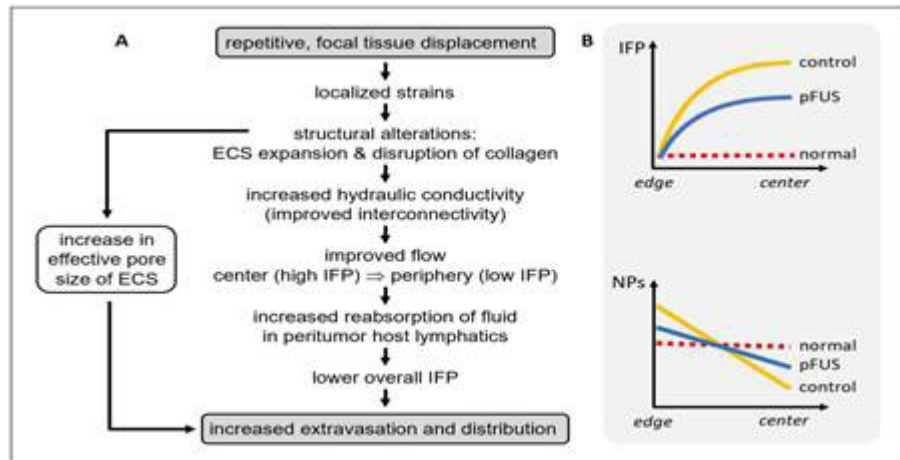 A
repetitive, focal tissue displacement
localized strains
structural alterations:
ECS expansion & disruption of collagen
increased hydraulic conductivity
(improved interconnectivity)
improved flow
center (high IFP) ⇒ periphery (low IFP)
increased reabsorption of fluid
in peritumor host lymphatics
lower overall IFP
increased extravasation and distribution
increase in
effective pore
size of ECS
B
IFP
control
pFUS
normal
edge
center
NPs
normal
pFUS
control
edge
center